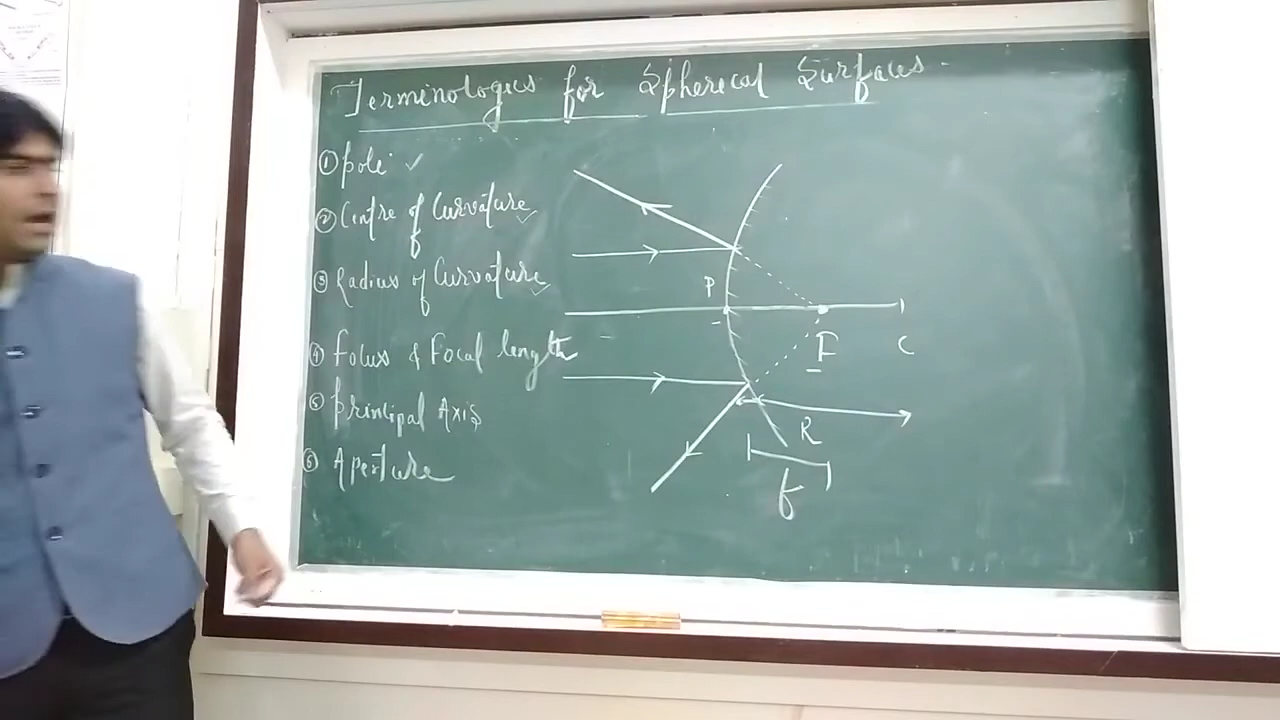 Terminologies for Spherical Surfaces
① pole ✓
② Centre of Curvature ✓
③ Radius of Curvature ✓
④ Focus & Focal length
⑤ principal Axis
⑥ Aperture
P
F
C
R
f